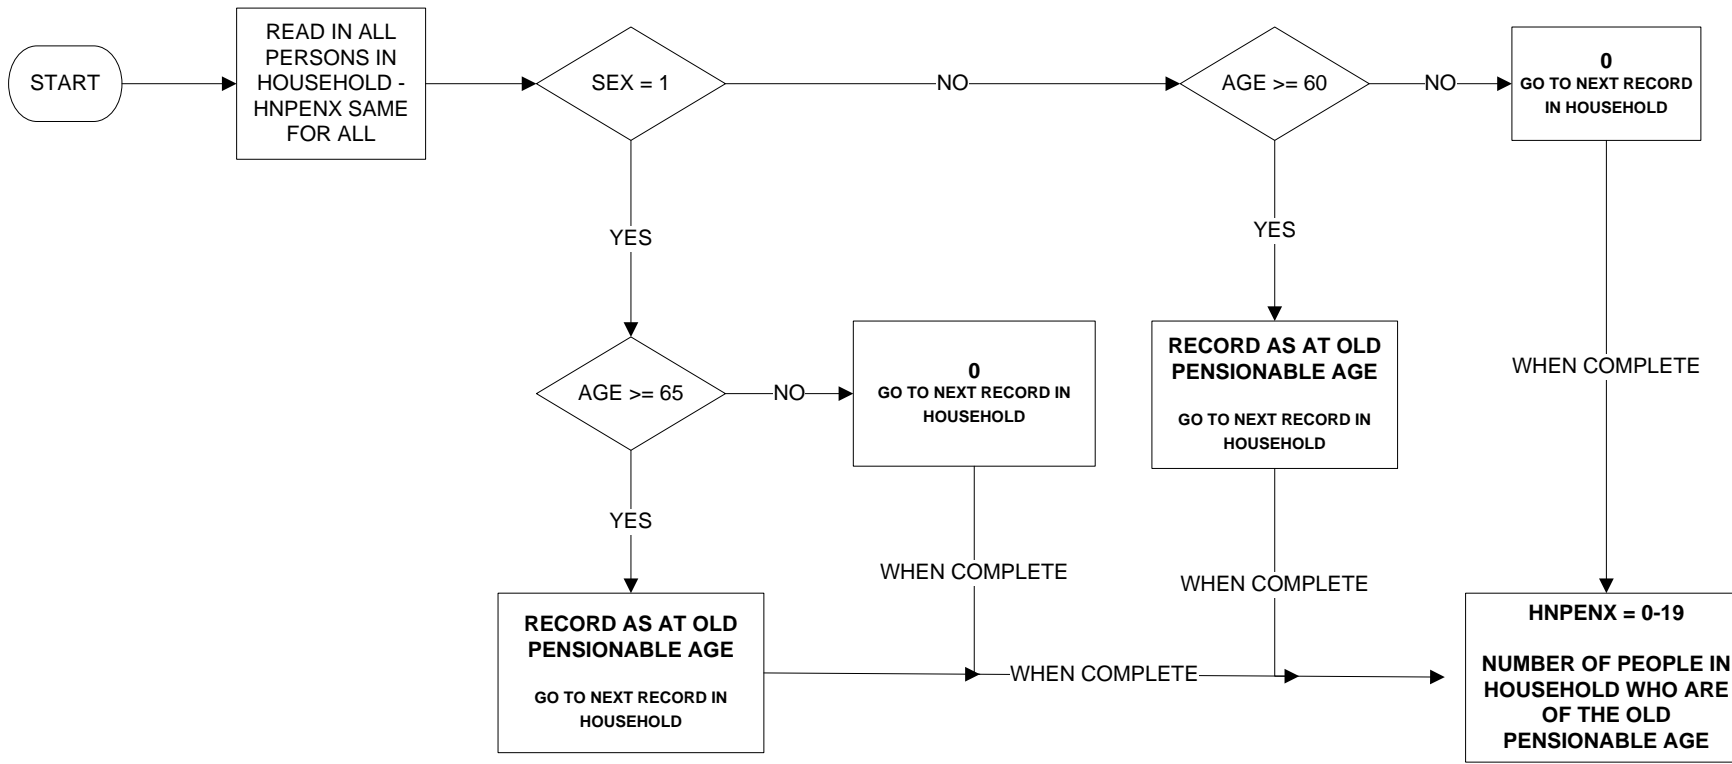 START
READ IN ALL
PERSONS IN
HOUSEHOLD -
HNPENX SAME
FOR ALL
SEX = 1
NO
AGE >= 60
NO
0
GO TO NEXT RECORD
IN HOUSEHOLD
YES
YES
AGE >= 65
NO
0
GO TO NEXT RECORD IN
HOUSEHOLD
RECORD AS AT OLD
PENSIONABLE AGE
GO TO NEXT RECORD IN
HOUSEHOLD
WHEN COMPLETE
YES
WHEN COMPLETE
WHEN COMPLETE
RECORD AS AT OLD
PENSIONABLE AGE
GO TO NEXT RECORD IN
HOUSEHOLD
WHEN COMPLETE
HNPENX = 0-19
NUMBER OF PEOPLE IN
HOUSEHOLD WHO ARE
OF THE OLD
PENSIONABLE AGE